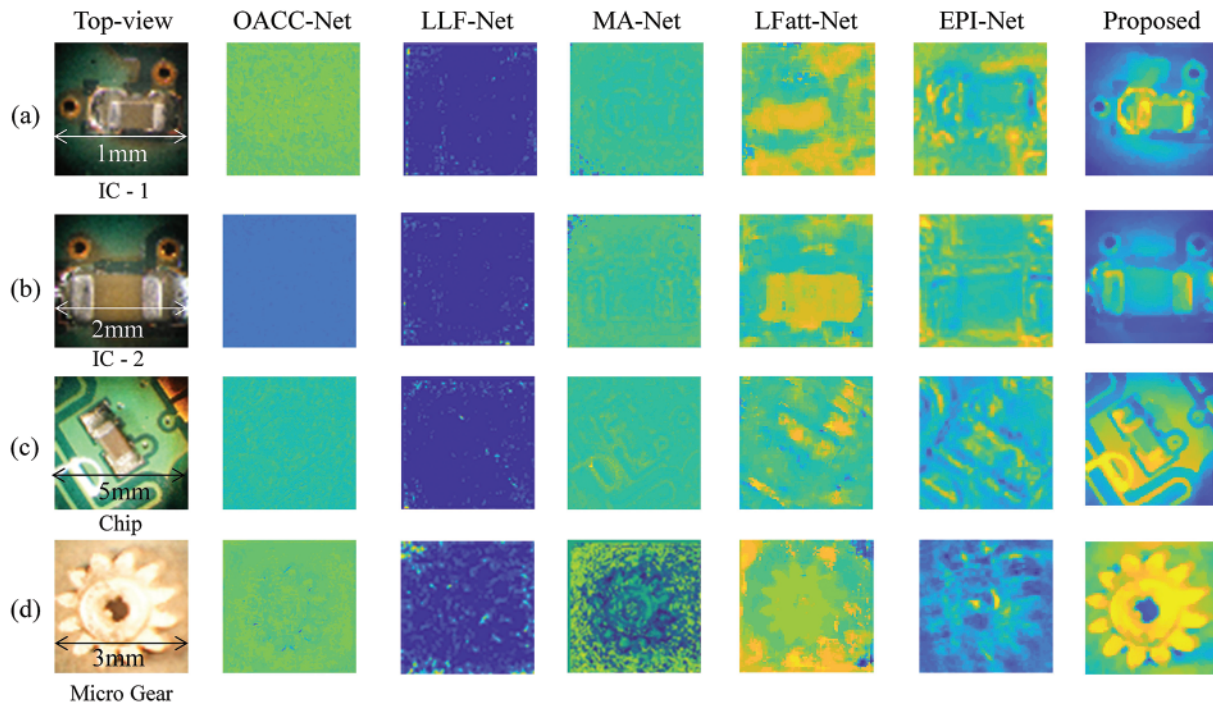 Top-view OACC-Net LLF-Net MA-Net LFatt-Net EPI-Net Proposed
(a)
1mm
IC - 1
(b)
2mm
IC - 2
(c)
5mm
Chip
(d)
3mm
Micro Gear